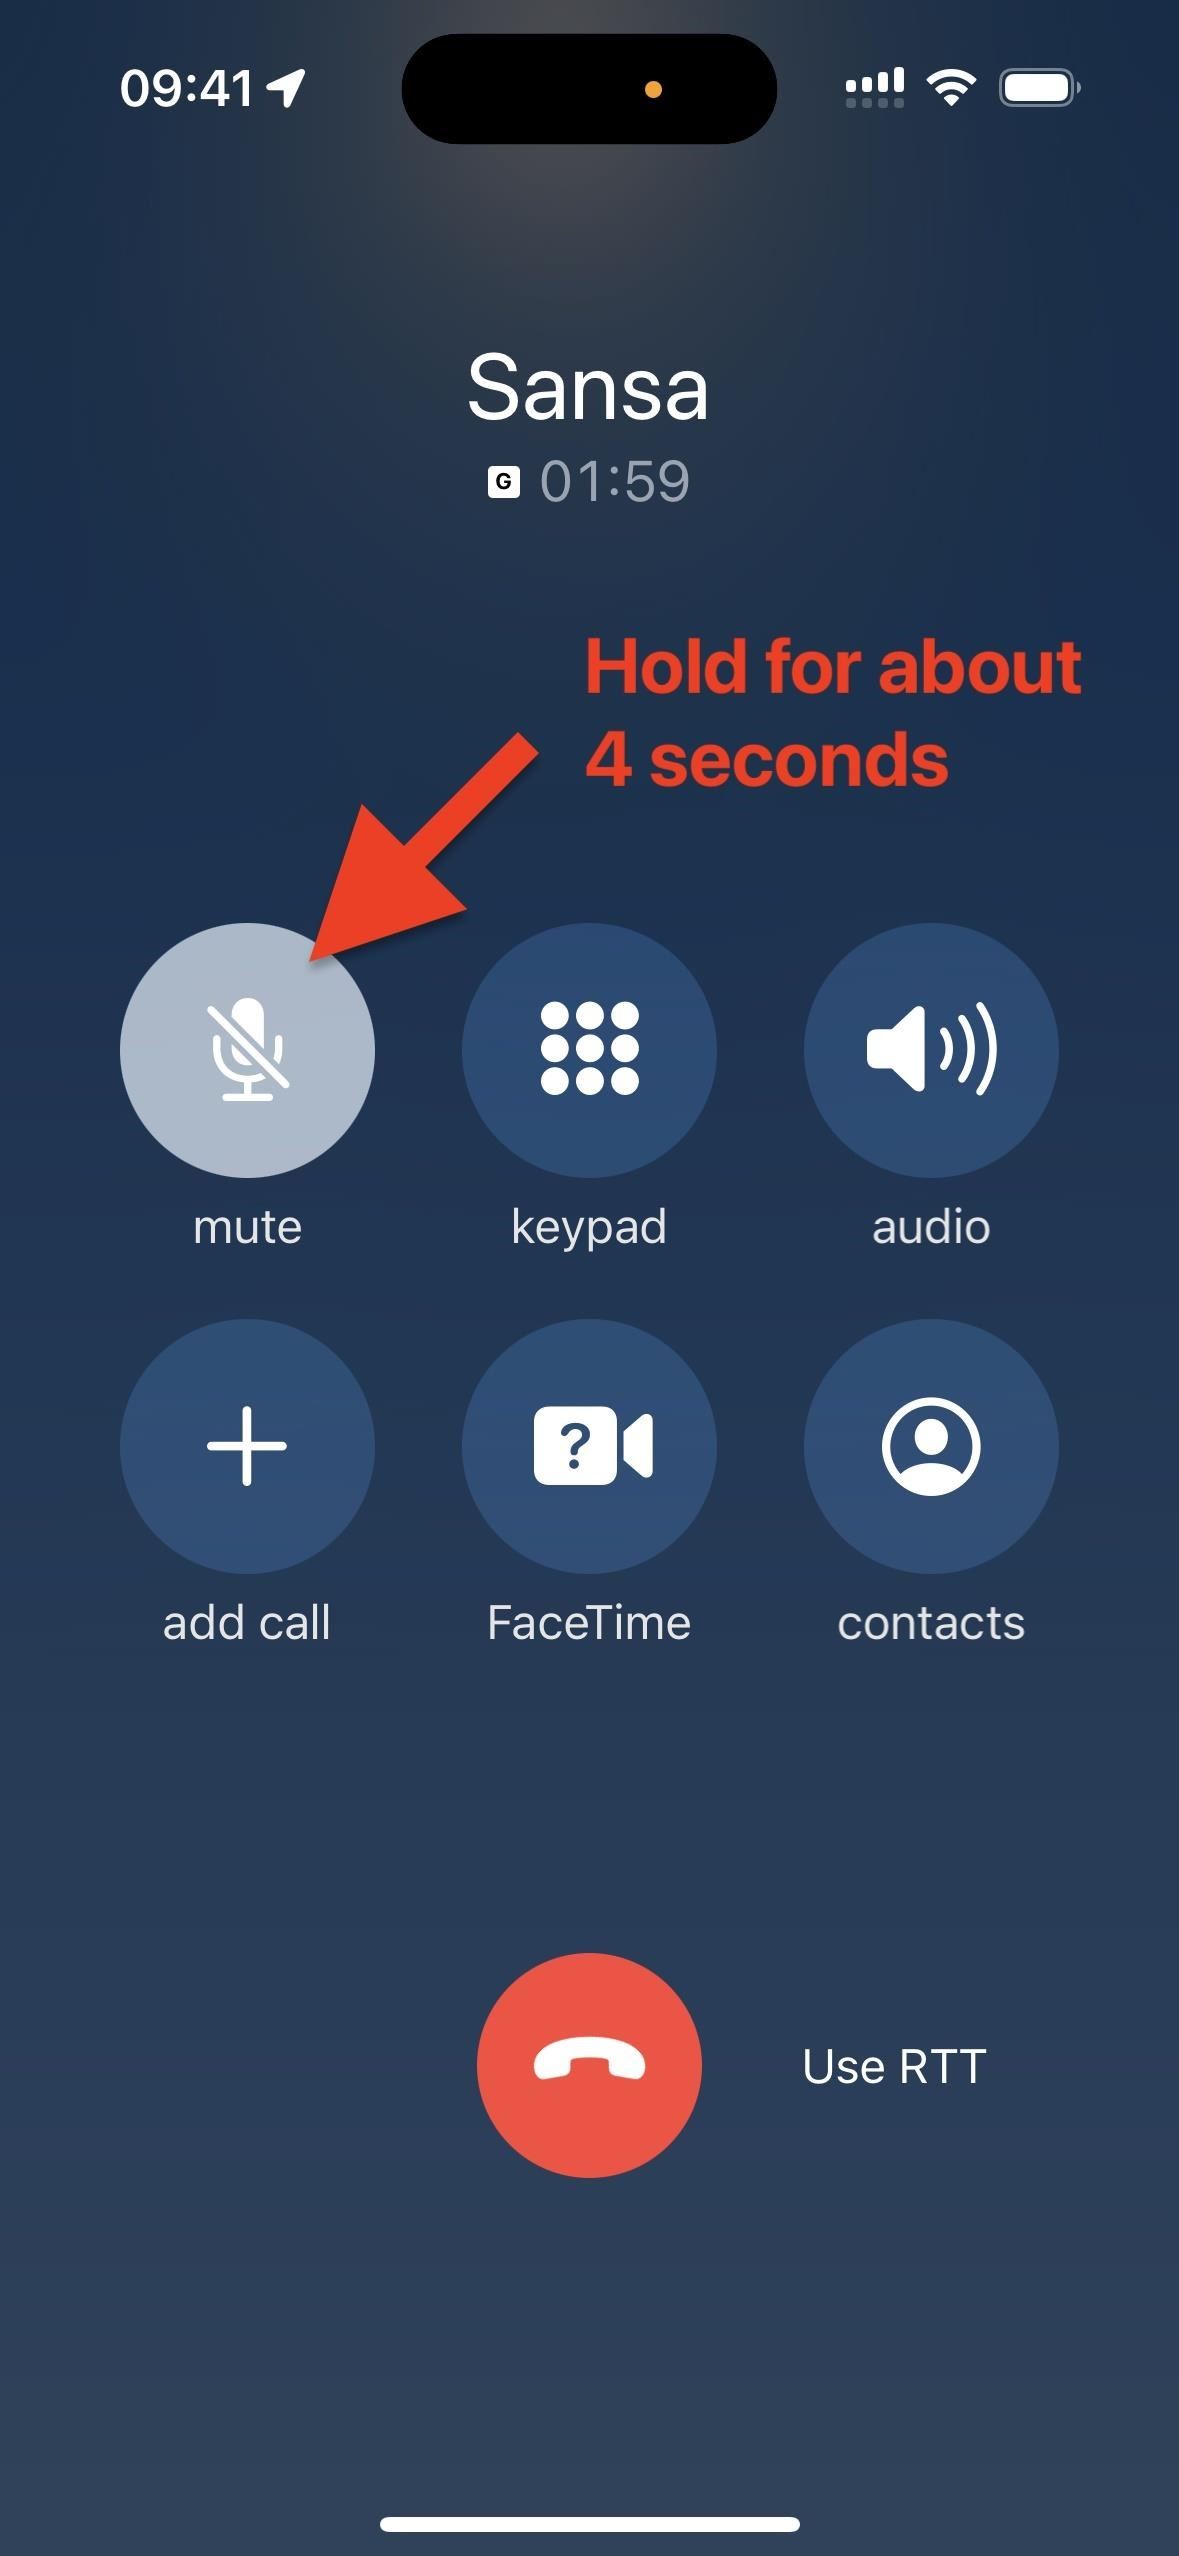 09:41
Sansa
G 01:59
Hold for about
4 seconds
mute keypad audio
?
add call FaceTime contacts
Use RTT